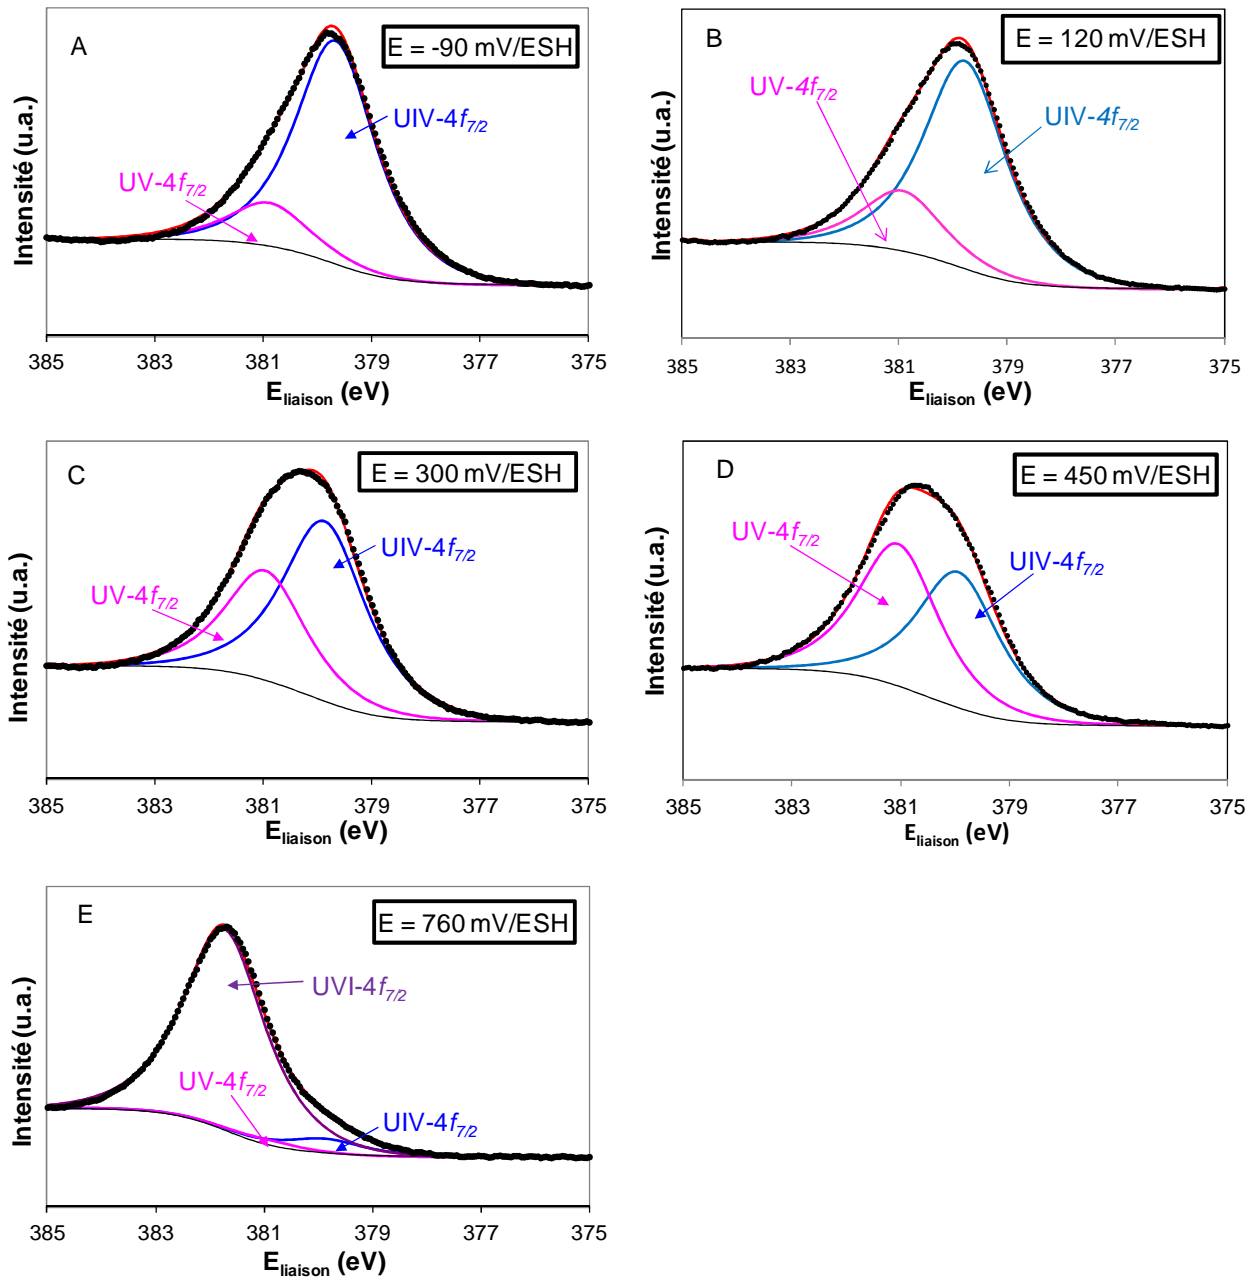 A
E = -90 mV/ESH
UIV-4f7/2
UV-4f7/2
Intensité (u.a.)
385 383 381 379 377 375
Eliaison (eV)
B
E = 120 mV/ESH
UV-4f7/2
UIV-4f7/2
Intensité (u.a.)
385 383 381 379 377 375
Eliaison (eV)
C
E = 300 mV/ESH
UIV-4f7/2
UV-4f7/2
Intensité (u.a.)
385 383 381 379 377 375
Eliaison (eV)
D
E = 450 mV/ESH
UV-4f7/2
UIV-4f7/2
Intensité (u.a.)
385 383 381 379 377 375
Eliaison (eV)
E
E = 760 mV/ESH
UVI-4f7/2
UV-4f7/2
UIV-4f7/2
Intensité (u.a.)
385 383 381 379 377 375
Eliaison (eV)